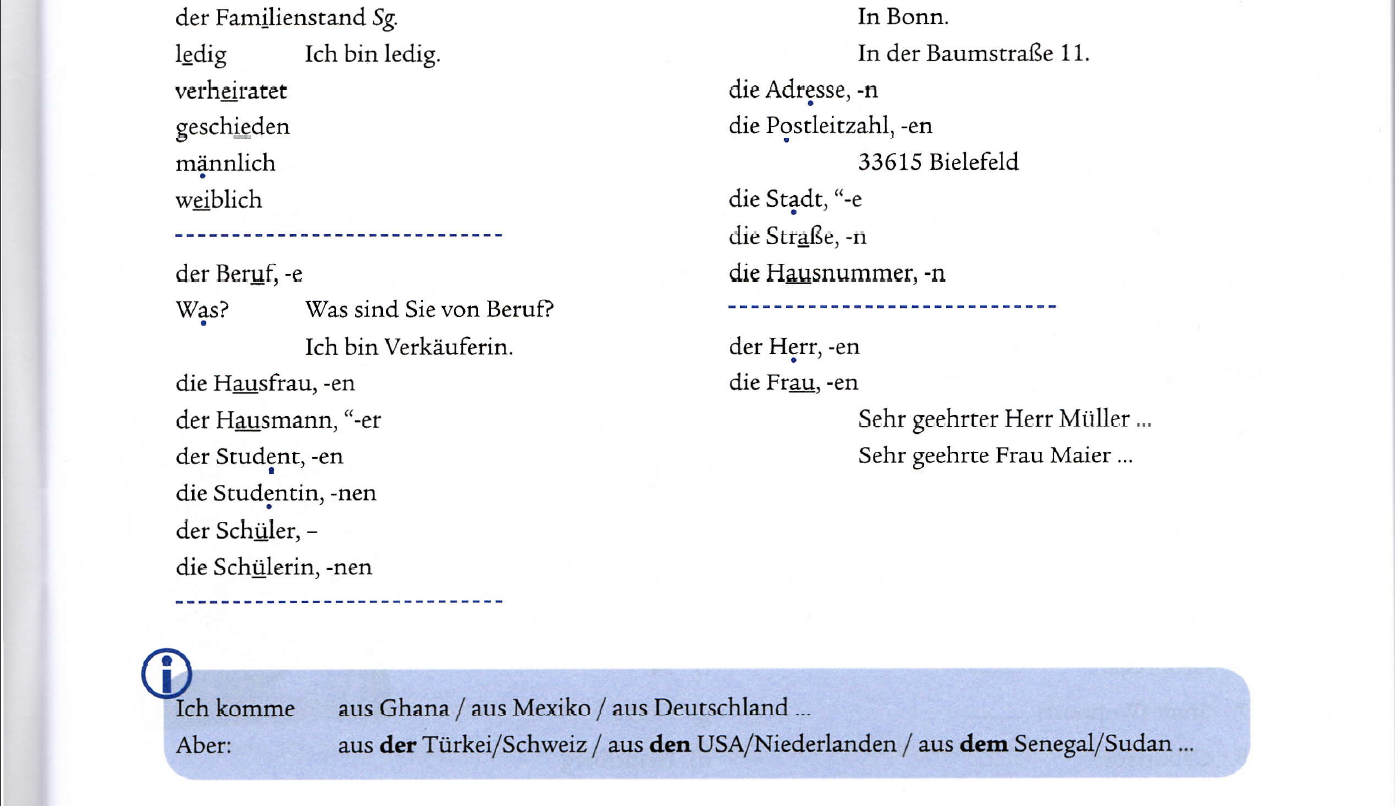 der Familienstand Sg.
ledig Ich bin ledig.
verheiratet
geschieden
männlich
weiblich
der Beruf, -e
Was? Was sind Sie von Beruf?
Ich bin Verkäuferin.
die Hausfrau, -en
der Hausmann, “-er
der Student, -en
die Studentin, -nen
der Schüler, –
die Schülerin, -nen
In Bonn.
In der Baumstraße 11.
die Adresse, -n
die Postleitzahl, -en
33615 Bielefeld
die Stadt, “-e
die Straße, -n
die Hausnummer, -n
der Herr, -en
die Frau, -en
Sehr geehrter Herr Müller ...
Sehr geehrte Frau Maier ...
Ich komme aus Ghana / aus Mexiko / aus Deutschland ...
Aber: aus der Türkei/Schweiz / aus den USA/Niederlanden / aus dem Senegal/Sudan ...